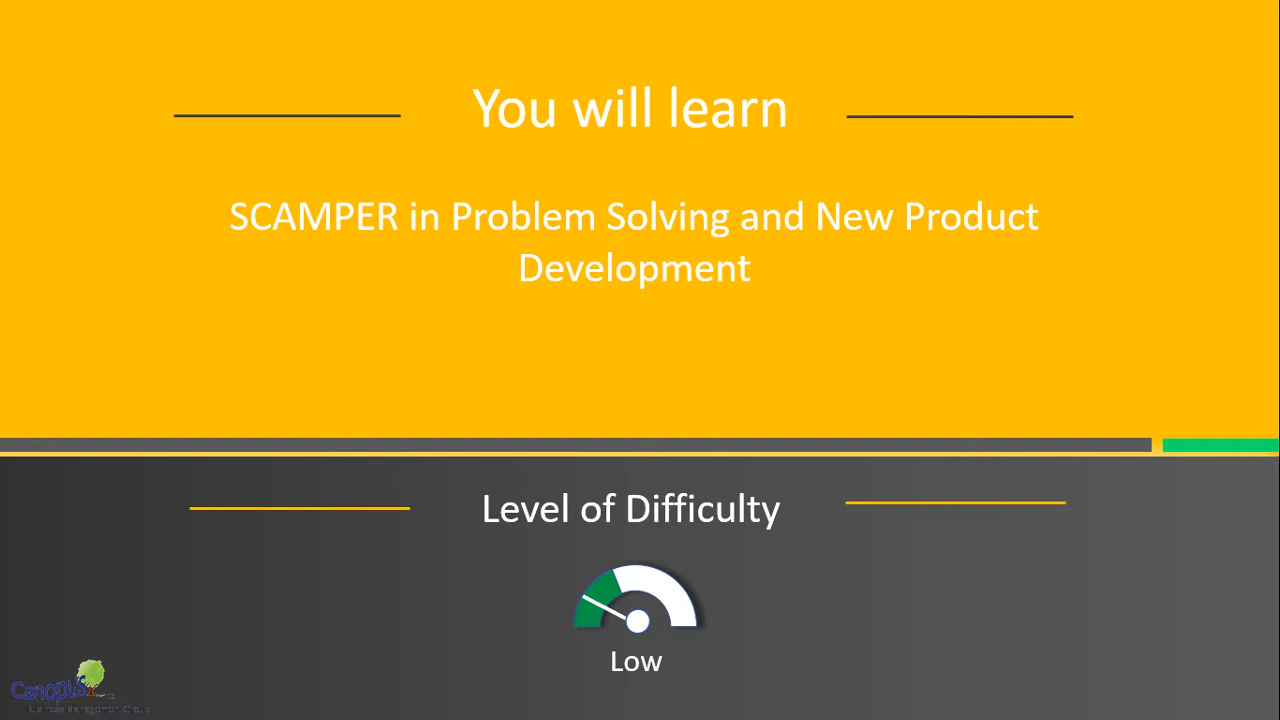 You will learn
SCAMPER in Problem Solving and New Product
Development
Level of Difficulty
Low
Canopus